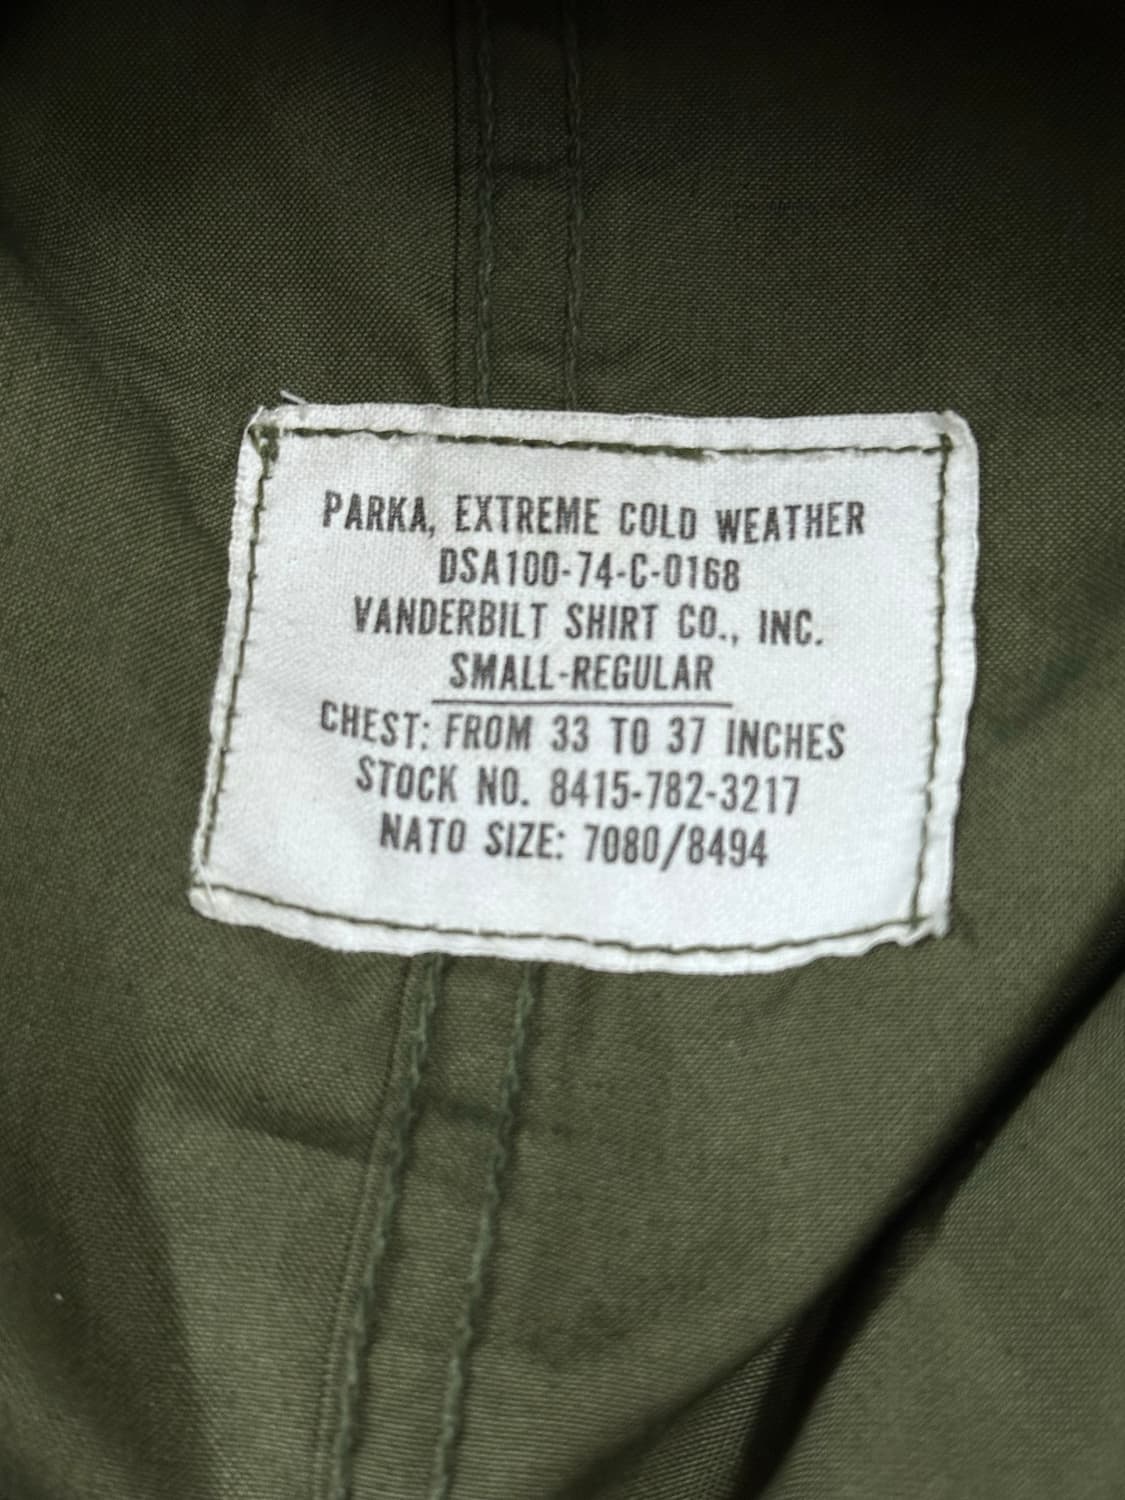 PARKA, EXTREME COLD WEATHER
DSA100-74-C-0168
VANDERBILT SHIRT CO., INC.
SMALL-REGULAR
CHEST: FROM 33 TO 37 INCHES
STOCK NO. 8415-782-3217
NATO SIZE: 7080/8494